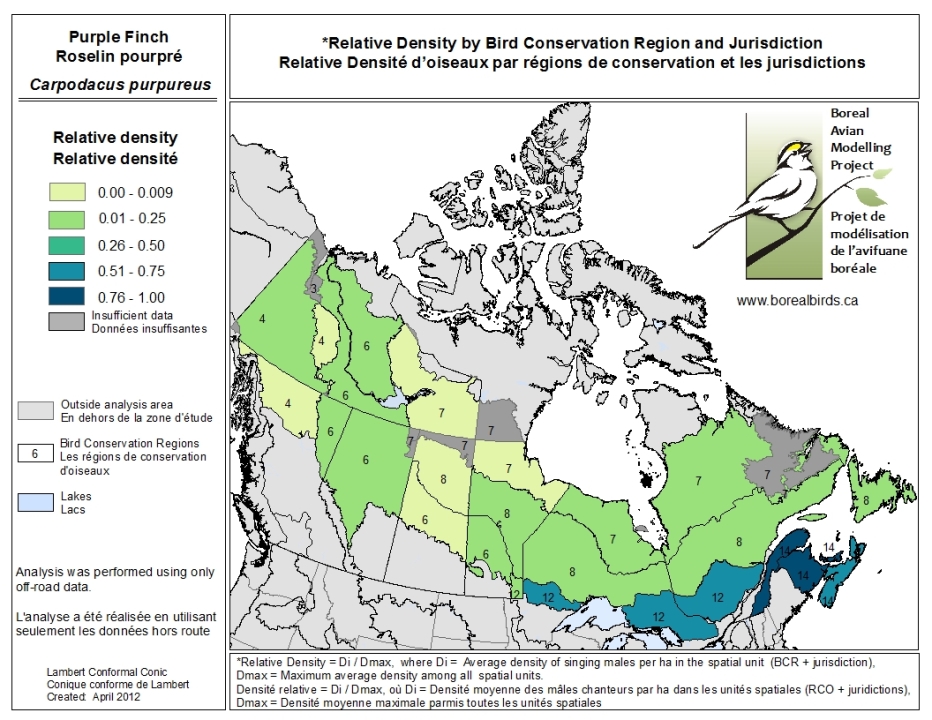 Purple Finch
Roselin pourpré
Carpodacus purpureus
*Relative Density by Bird Conservation Region and Jurisdiction
Relative Densité d'oiseaux par régions de conservation et les jurisdictions
Relative density
Relative densité
0.00 - 0.009
0.01 - 0.25
0.26 - 0.50
0.51 - 0.75
0.76 - 1.00
Insufficient data
Données insuffisantes
Outside analysis area
En dehors de la zone d'étude
6
Bird Conservation Regions
Les régions de conservation
d'oiseaux
Lakes
Lacs
Analysis was performed using only
off-road data.
L'analyse a été réalisée en utilisant
seulement les données hors route
Lambert Conformal Conic
Conique conforme de Lambert
Created: April 2012
Boreal
Avian
Modelling
Project
Projet de
modélisation
de l'avifuane
boréale
www.borealbirds.ca
3
4
4
6
4
6
7
6
6
7
7
7
7
8
6
8
6
7
8
7
8
7
8
12
12
12
14
14
14
14
*Relative Density = Di / Dmax, where Di = Average density of singing males per ha in the spatial unit (BCR + jurisdiction),
Dmax = Maximum average density among all spatial units.
Densité relative = Di / Dmax, où Di = Densité moyenne des mâles chanteurs par ha dans les unités spatiales (RCO + juridictions),
Dmax = Densité moyenne maximale parmis toutes les unités spatiales